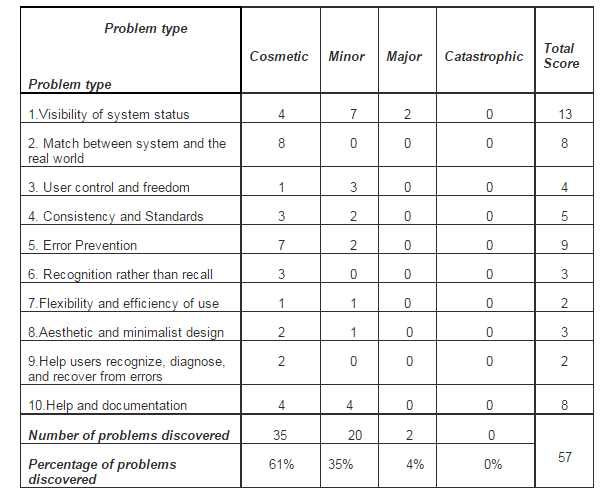 Problem type
Problem type
Cosmetic Minor Major Catastrophic Total
Score
1.Visibility of system status 4 7 2 0 13
2. Match between system and the
real world 8 0 0 0 8
3. User control and freedom 1 3 0 0 4
4. Consistency and Standards 3 2 0 0 5
5. Error Prevention 7 2 0 0 9
6. Recognition rather than recall 3 0 0 0 3
7.Flexibility and efficiency of use 1 1 0 0 2
8.Aesthetic and minimalist design 2 1 0 0 3
9.Help users recognize, diagnose,
and recover from errors 2 0 0 0 2
10.Help and documentation 4 4 0 0 8
Number of problems discovered 35 20 2 0
Percentage of problems
discovered 61% 35% 4% 0% 57